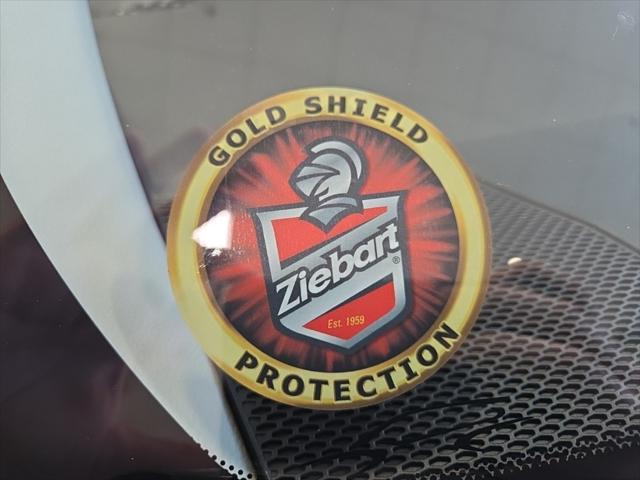 GOLD SHIELD
Ziebart®
Est. 1959
PROTECTION